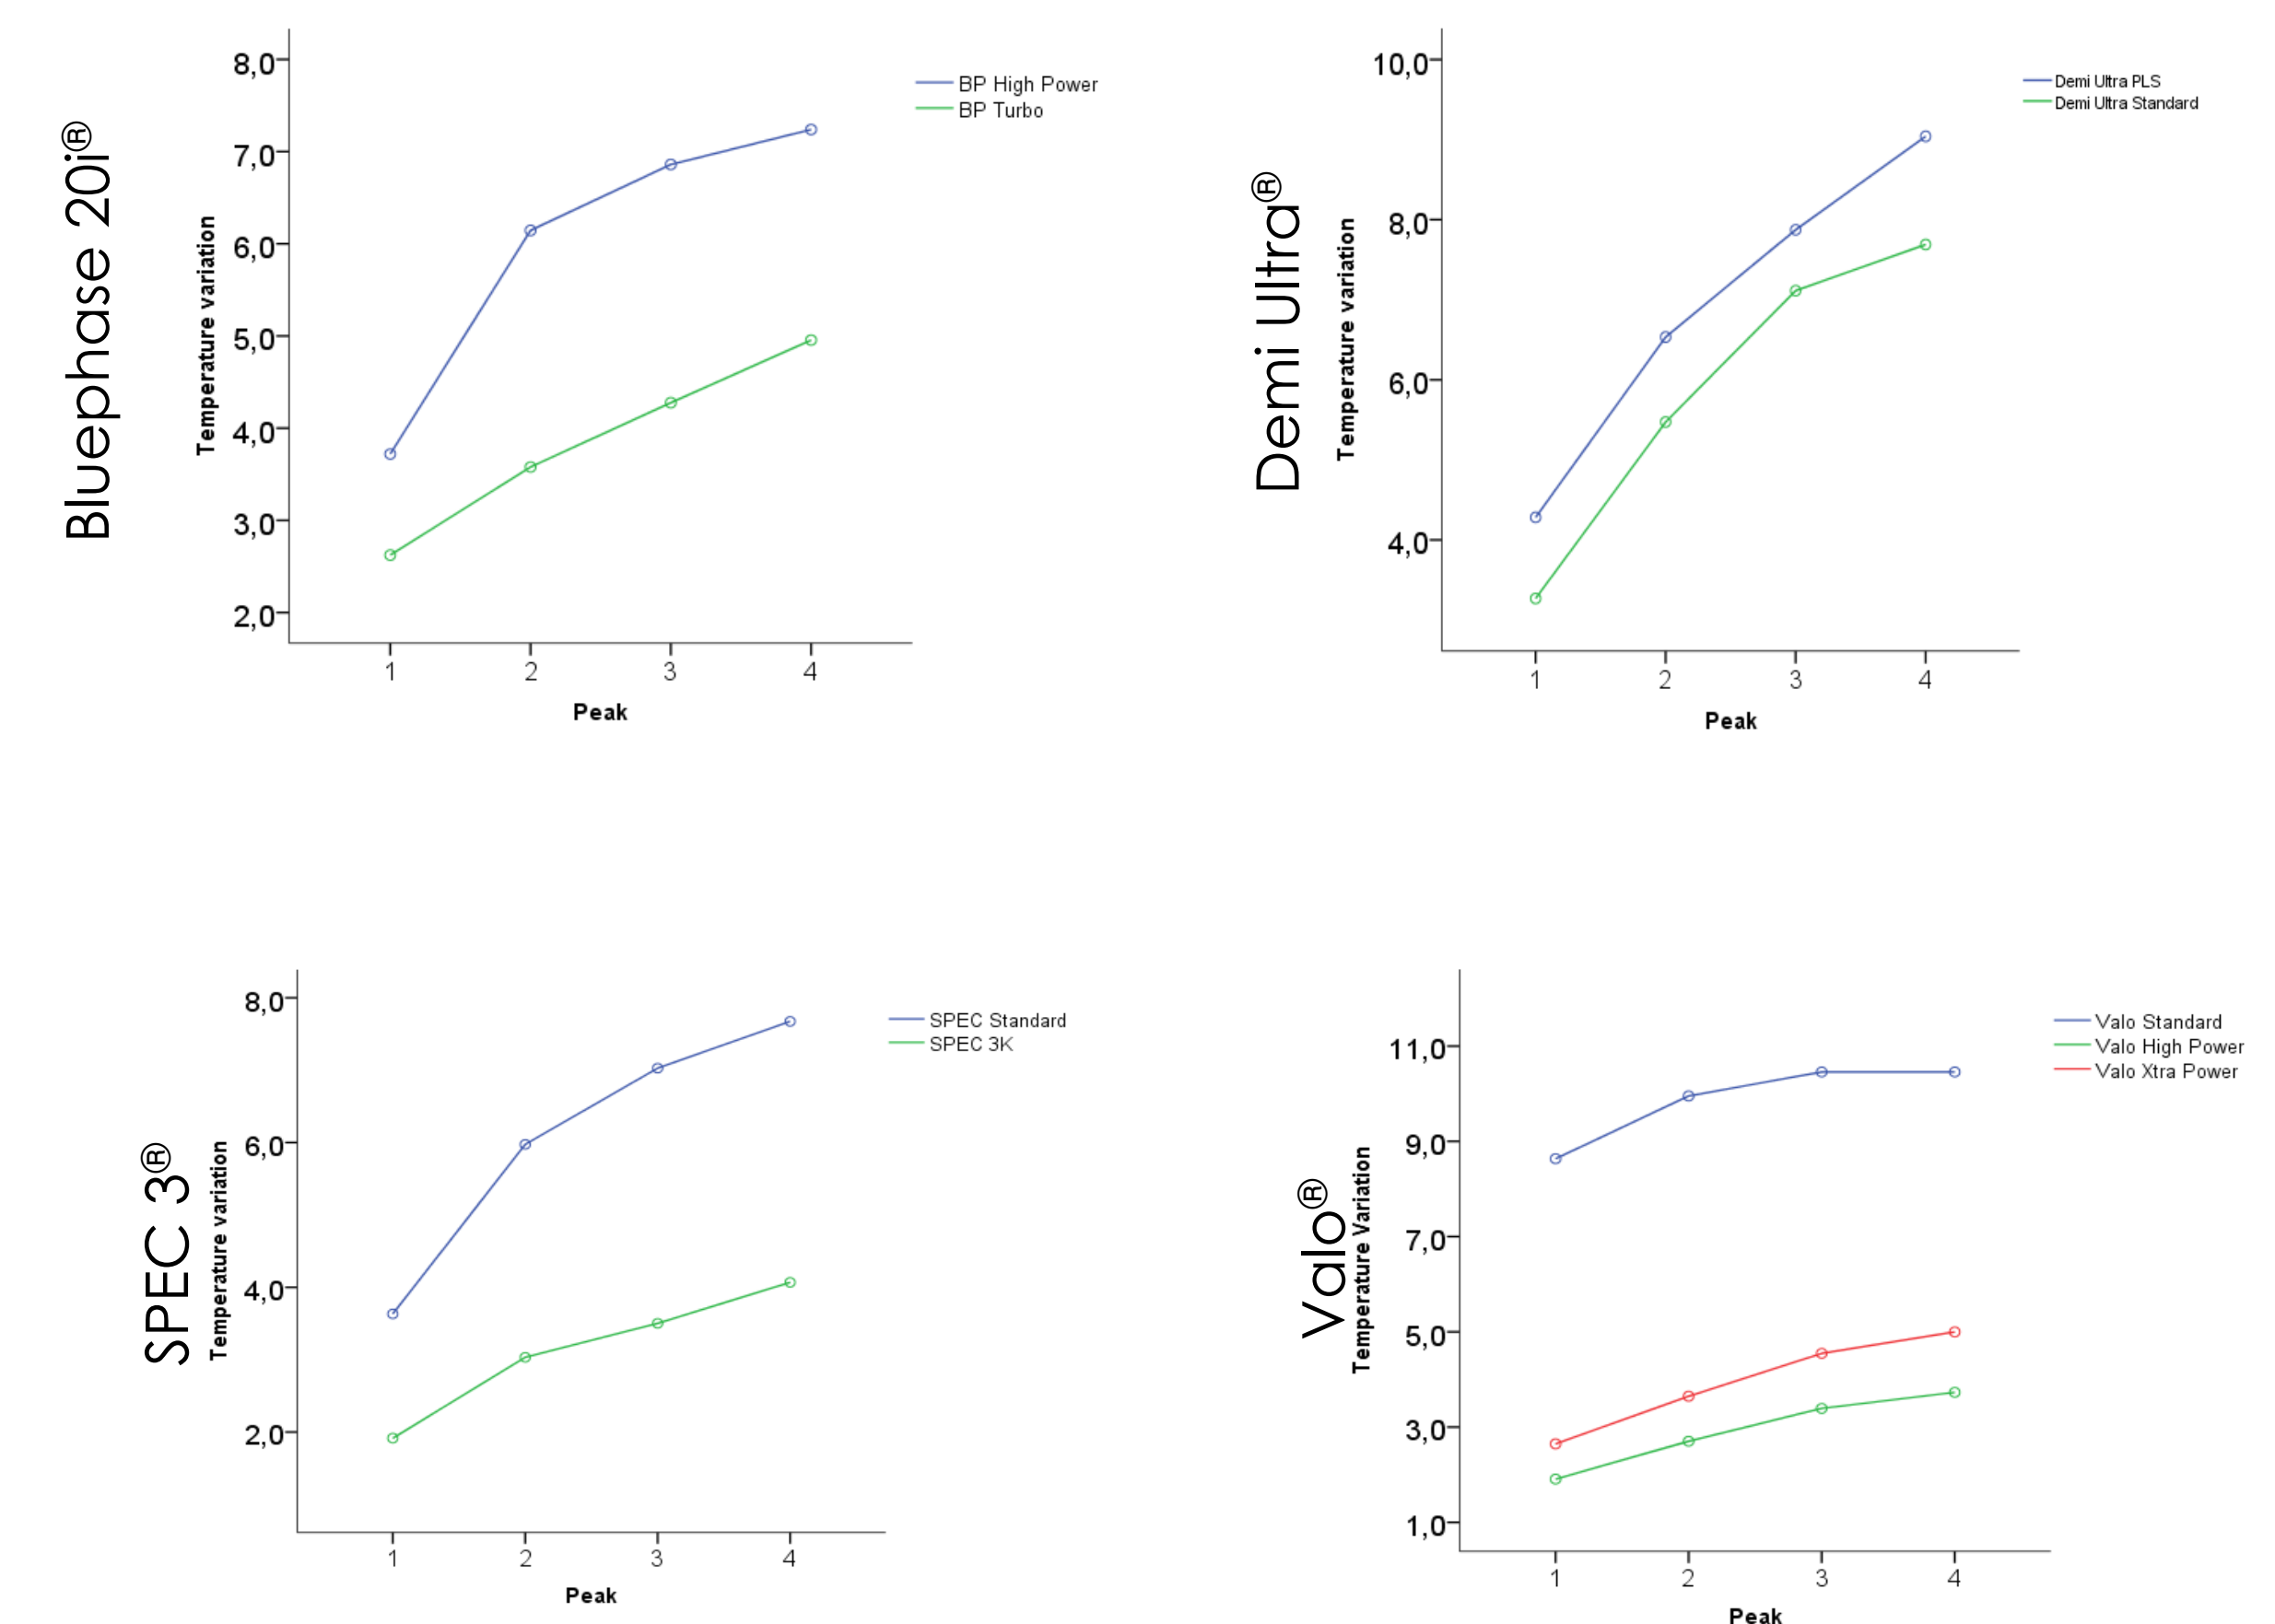 Bluephase 20i®
Temperature variation
8,0
7,0
6,0
5,0
4,0
3,0
2,0
1 2 3 4
Peak
BP High Power
BP Turbo
Demi Ultra®
Temperature variation
10,0
8,0
6,0
4,0
1 2 3 4
Peak
Demi Ultra PLS
Demi Ultra Standard
SPEC 3®
Temperature variation
8,0
6,0
4,0
2,0
1 2 3 4
Peak
SPEC Standard
SPEC 3K
Valo®
Temperature Variation
11,0
9,0
7,0
5,0
3,0
1,0
1 2 3 4
Peak
Valo Standard
Valo High Power
Valo Xtra Power